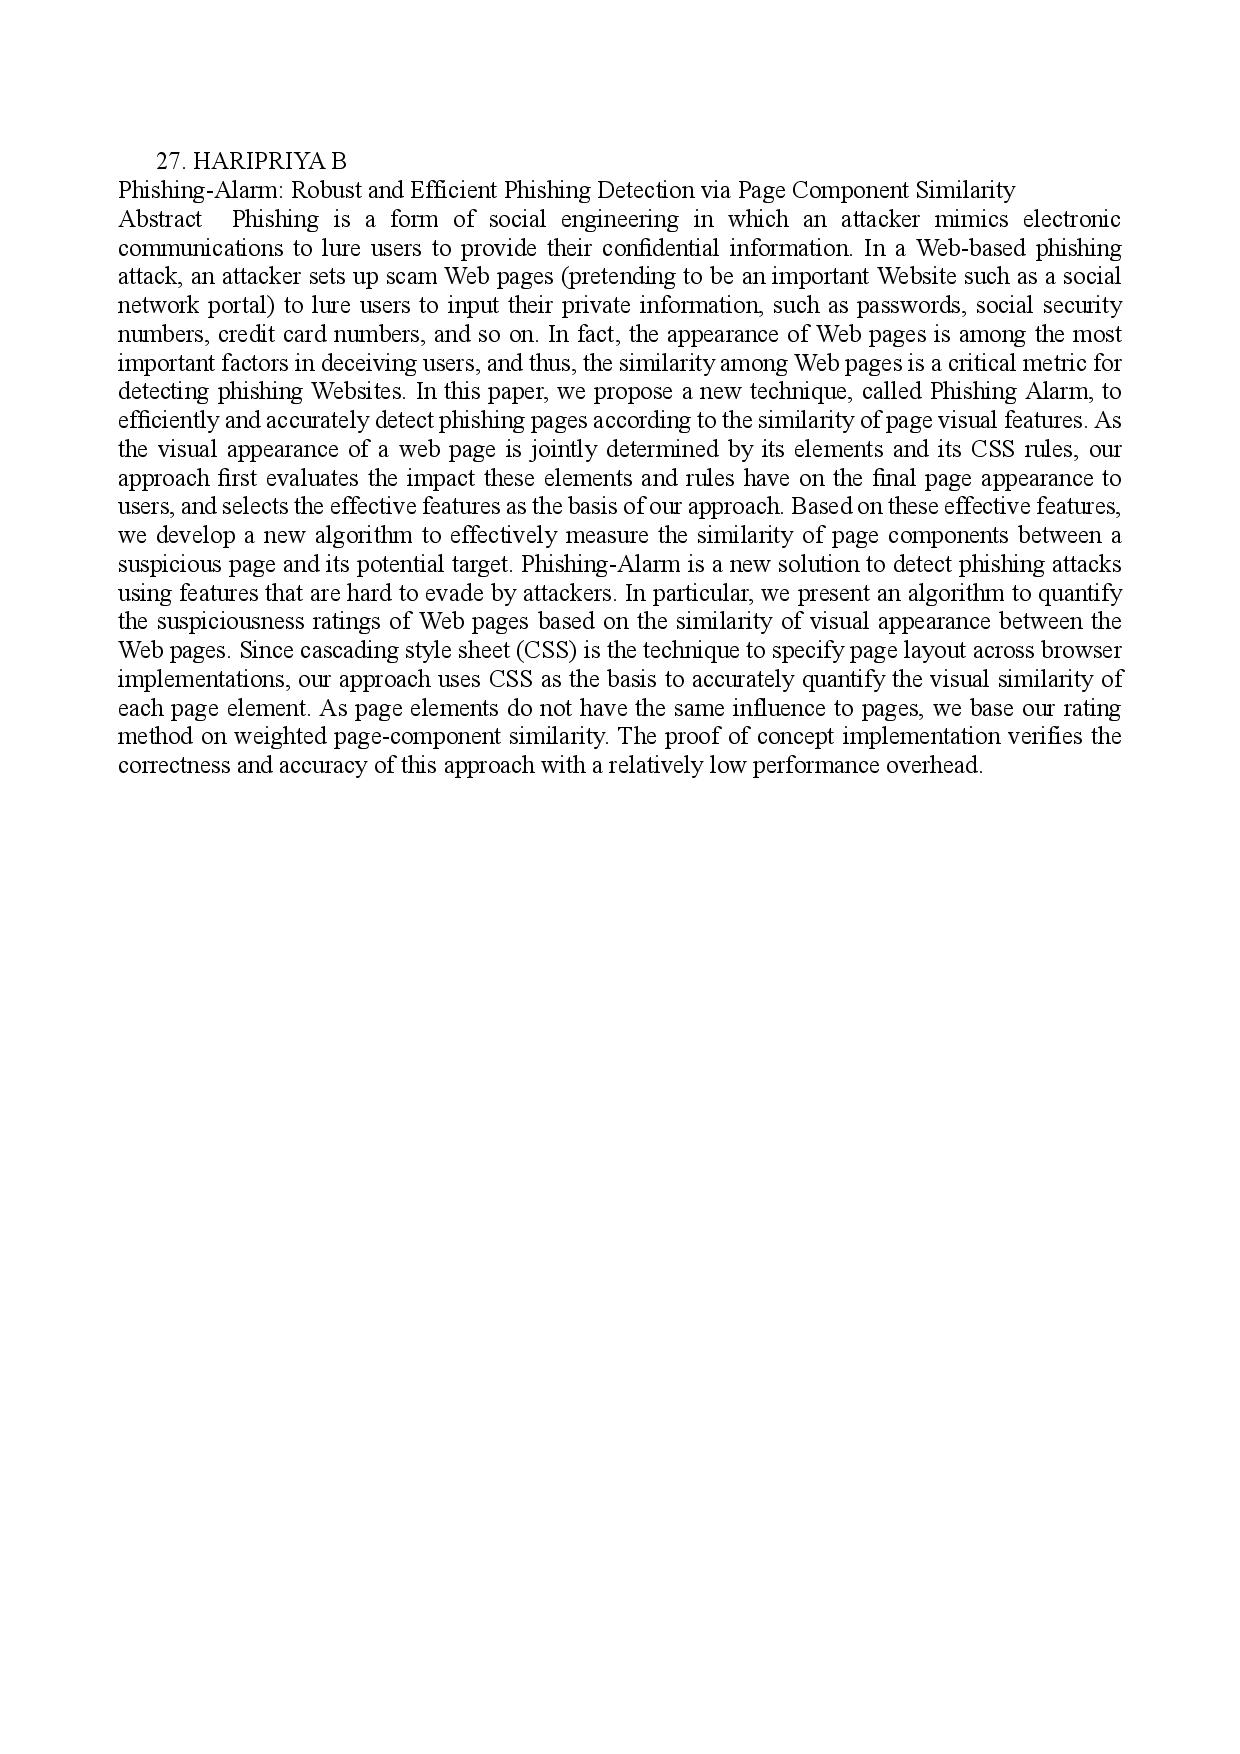 27. HARIPRIYA B
Phishing-Alarm: Robust and Efficient Phishing Detection via Page Component Similarity
Abstract Phishing is a form of social engineering in which an attacker mimics electronic
communications to lure users to provide their confidential information. In a Web-based phishing
attack, an attacker sets up scam Web pages (pretending to be an important Website such as a social
network portal) to lure users to input their private information, such as passwords, social security
numbers, credit card numbers, and so on. In fact, the appearance of Web pages is among the most
important factors in deceiving users, and thus, the similarity among Web pages is a critical metric for
detecting phishing Websites. In this paper, we propose a new technique, called Phishing Alarm, to
efficiently and accurately detect phishing pages according to the similarity of page visual features. As
the visual appearance of a web page is jointly determined by its elements and its CSS rules, our
approach first evaluates the impact these elements and rules have on the final page appearance to
users, and selects the effective features as the basis of our approach. Based on these effective features,
we develop a new algorithm to effectively measure the similarity of page components between a
suspicious page and its potential target. Phishing-Alarm is a new solution to detect phishing attacks
using features that are hard to evade by attackers. In particular, we present an algorithm to quantify
the suspiciousness ratings of Web pages based on the similarity of visual appearance between the
Web pages. Since cascading style sheet (CSS) is the technique to specify page layout across browser
implementations, our approach uses CSS as the basis to accurately quantify the visual similarity of
each page element. As page elements do not have the same influence to pages, we base our rating
method on weighted page-component similarity. The proof of concept implementation verifies the
correctness and accuracy of this approach with a relatively low performance overhead.